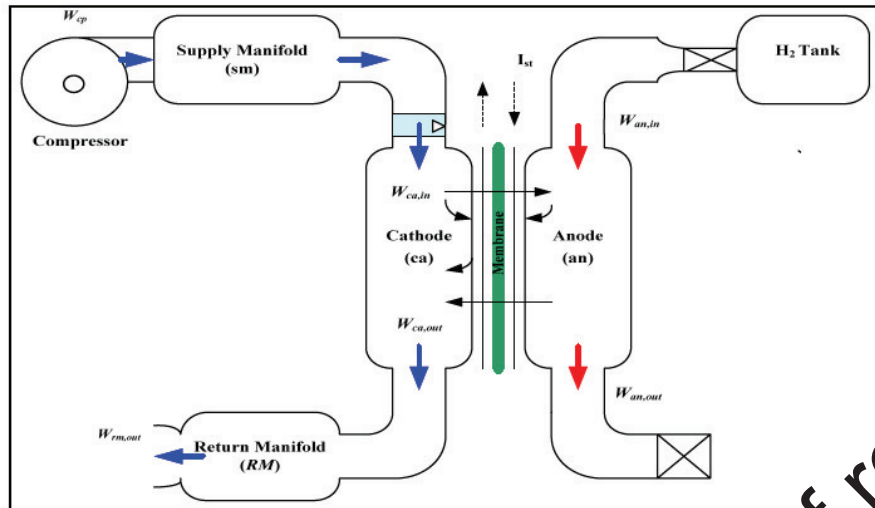 W_cp
Supply Manifold
(sm)
Compressor
I_st
H₂ Tank
W_an,in
W_ca,in
Cathode
(ca)
Membrane
Anode
(an)
W_ca,out
W_an,out
W_rm,out
Return Manifold
(RM)